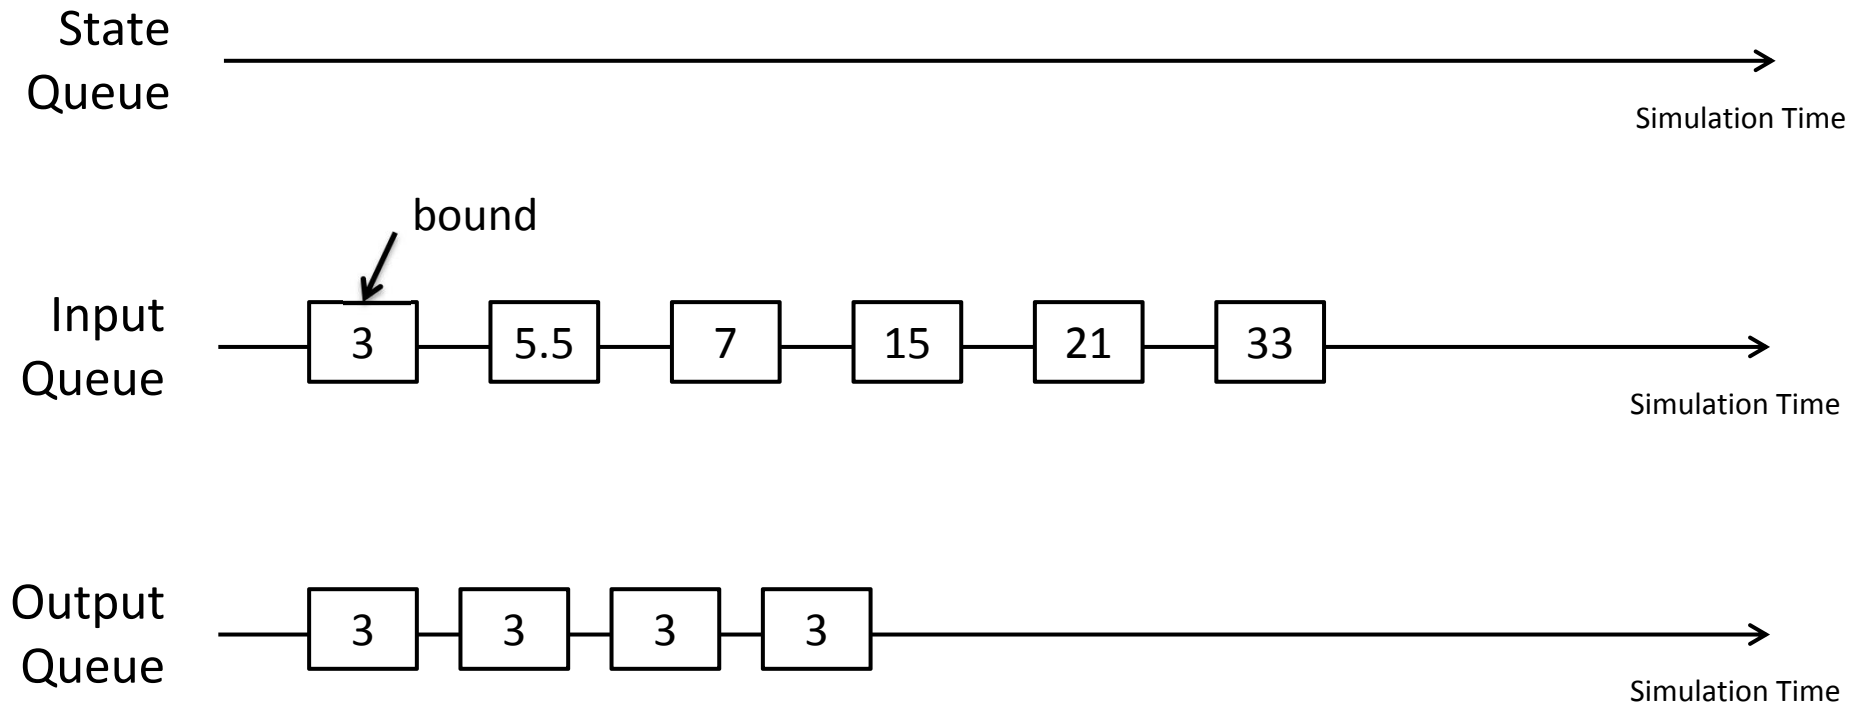 State
Queue
Simulation Time
bound
Input
Queue
3 5.5 7 15 21 33
Simulation Time
Output
Queue
3 3 3 3
Simulation Time